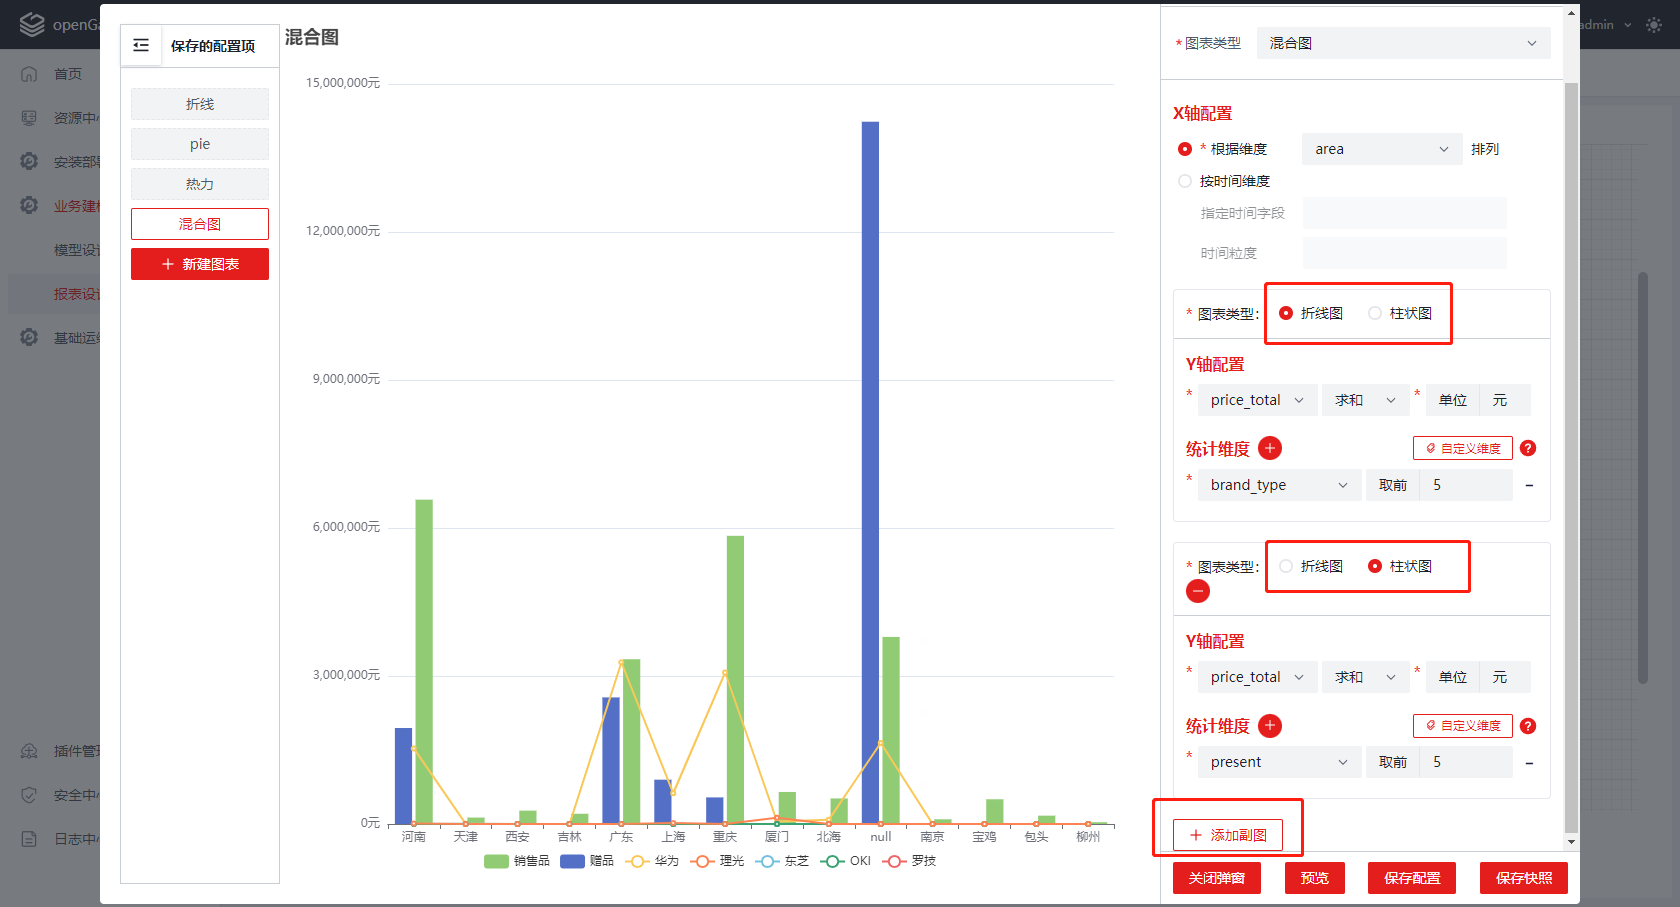 openGa
admin
首页
资源中心
安装部署
业务建模
模型设计
报表设计
基础运维
插件管理
安全中心
日志中心
保存的配置项
折线
pie
热力
混合图
+ 新建图表
混合图
15,000,000元
12,000,000元
9,000,000元
6,000,000元
3,000,000元
0元
河南 天津 西安 吉林 广东 上海 重庆 厦门 北海 null 南京 宝鸡 包头 柳州
销售品 赠品 华为 理光 东芝 OKI 罗技
* 图表类型 混合图
X轴配置
* 根据维度 area 排列
按时间维度
指定时间字段
时间粒度
* 图表类型: 折线图 柱状图
Y轴配置
* price_total 求和 * 单位 元
统计维度 + 自定义维度 ?
* brand_type 取前 5 −
* 图表类型: 折线图 柱状图
−
Y轴配置
* price_total 求和 * 单位 元
统计维度 + 自定义维度 ?
* present 取前 5 −
+ 添加副图
关闭弹窗 预览 保存配置 保存快照